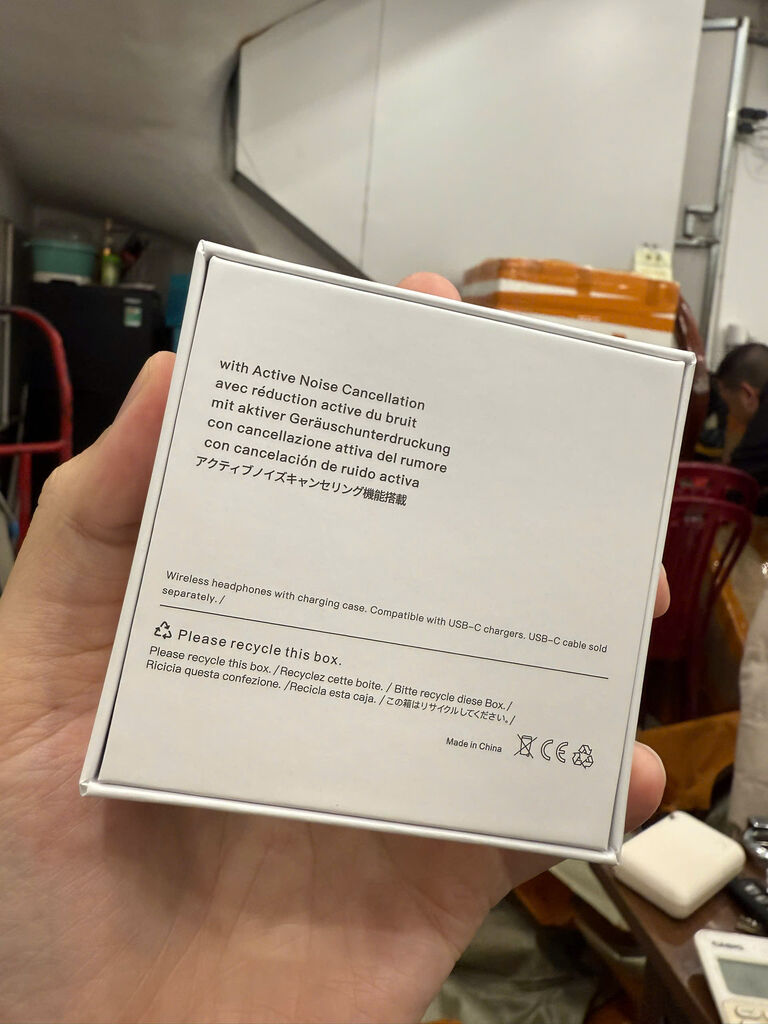 with Active Noise Cancellation
avec réduction active du bruit
mit aktiver Geräuschunterdruckung
con cancellazione attiva del rumore
con cancelación de ruido activa
アクティブノイズキャンセリング機能搭載
Wireless headphones with charging case. Compatible with USB-C chargers. USB-C cable sold
separately. /
Please recycle this box.
Please recycle this box. / Recyclez cette boite. / Bitte recycle diese Box. /
Ricicia questa confezione. /Recicla esta caja. / この箱はリサイクルしてください。/
Made in China CE
CASIO